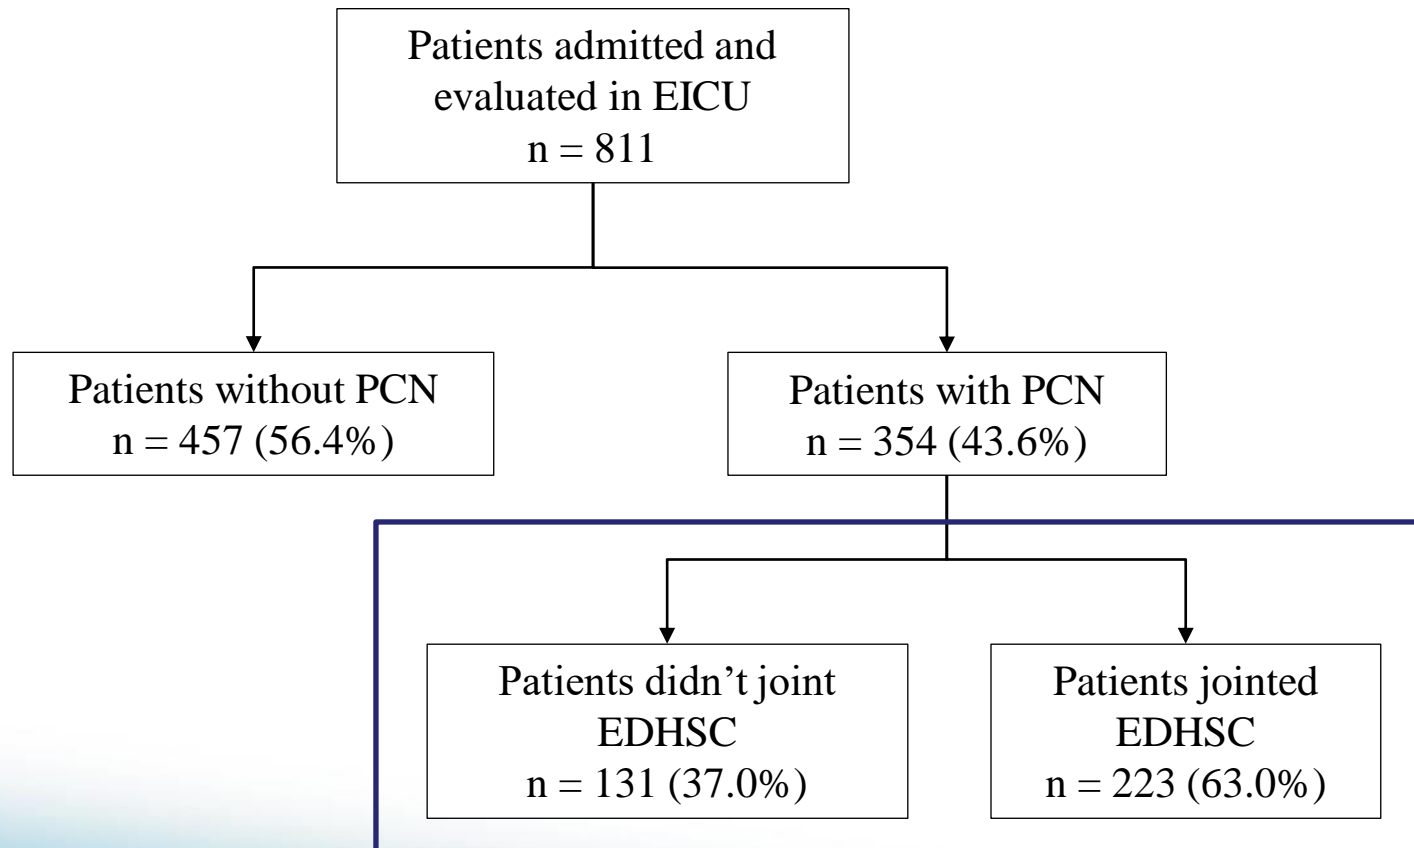 Patients admitted and
evaluated in EICU
n = 811
Patients without PCN
n = 457 (56.4%)
Patients with PCN
n = 354 (43.6%)
Patients didn’t joint
EDHSC
n = 131 (37.0%)
Patients jointed
EDHSC
n = 223 (63.0%)